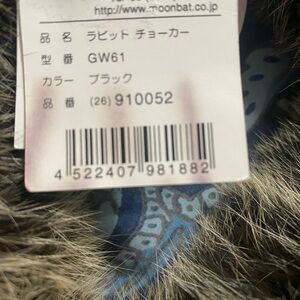 http://www.moonbat.co.jp
品 名 ラビット チョーカー
型 番 GW61
カラー ブラック
品 番 (26) 910052
4 522407 981882